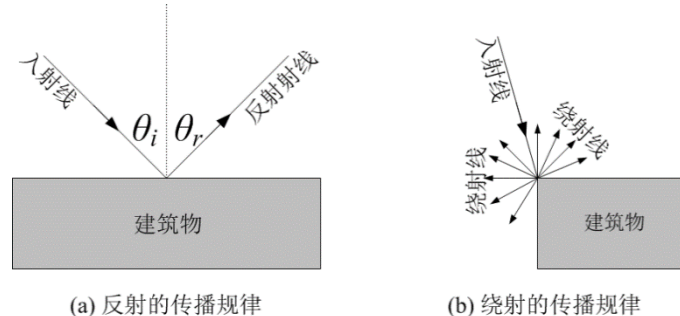 入射线
θi
θr
反射射线
建筑物
(a) 反射的传播规律
入射线
绕射线
绕射线
建筑物
(b) 绕射的传播规律